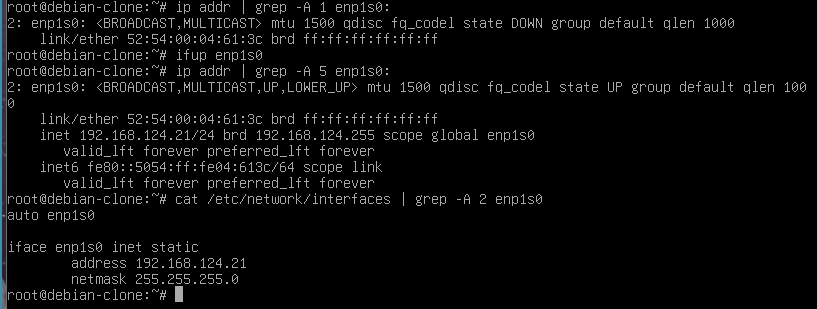 root@debian-clone:~# ip addr | grep -A 1 enp1s0:
2: enp1s0: <BROADCAST,MULTICAST> mtu 1500 qdisc fq_codel state DOWN group default qlen 1000
    link/ether 52:54:00:04:61:3c brd ff:ff:ff:ff:ff:ff
root@debian-clone:~# ifup enp1s0
root@debian-clone:~# ip addr | grep -A 5 enp1s0:
2: enp1s0: <BROADCAST,MULTICAST,UP,LOWER_UP> mtu 1500 qdisc fq_codel state UP group default qlen 100
0
    link/ether 52:54:00:04:61:3c brd ff:ff:ff:ff:ff:ff
    inet 192.168.124.21/24 brd 192.168.124.255 scope global enp1s0
       valid_lft forever preferred_lft forever
    inet6 fe80::5054:ff:fe04:613c/64 scope link
       valid_lft forever preferred_lft forever
root@debian-clone:~# cat /etc/network/interfaces | grep -A 2 enp1s0
auto enp1s0

iface enp1s0 inet static
        address 192.168.124.21
        netmask 255.255.255.0
root@debian-clone:~#